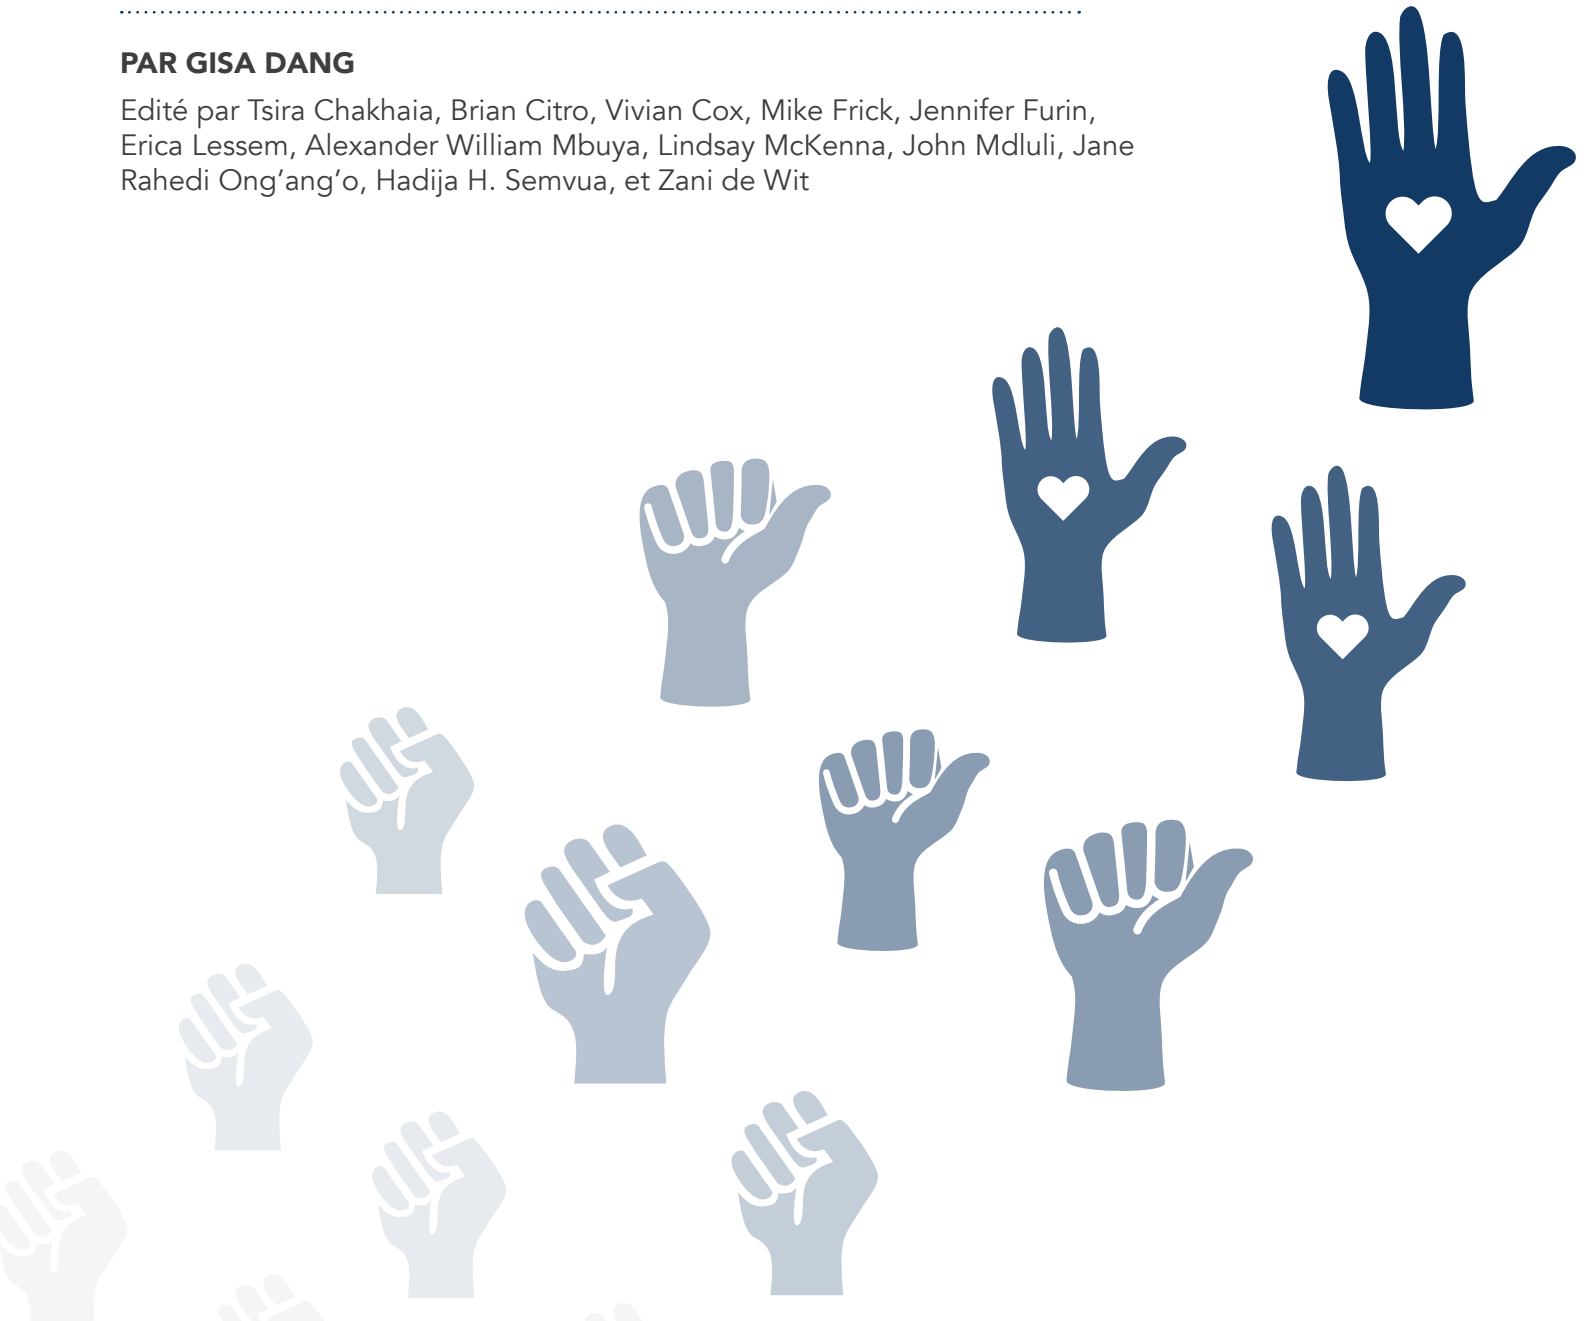 PAR GISA DANG
Edité par Tsira Chakhaia, Brian Citro, Vivian Cox, Mike Frick, Jennifer Furin,
Erica Lessem, Alexander William Mbuya, Lindsay McKenna, John Mdluli, Jane
Rahedi Ong’ang’o, Hadija H. Semvua, et Zani de Wit